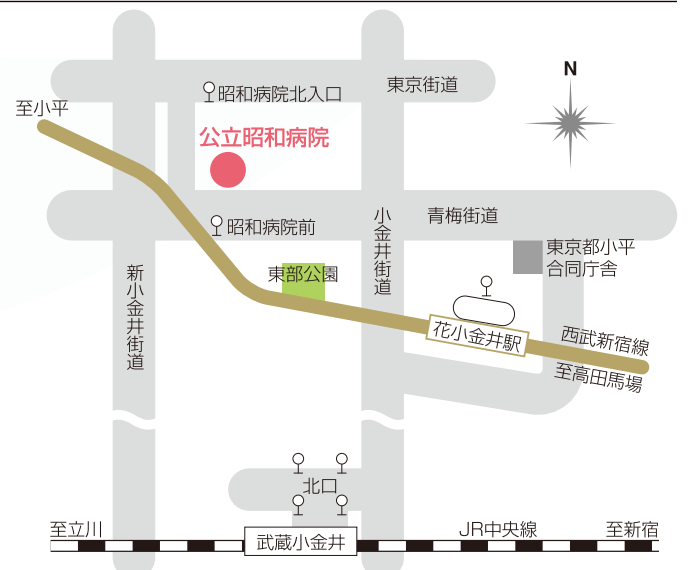 N
東京街道
昭和病院北入口
至小平
公立昭和病院
青梅街道
小金井街道
昭和病院前
東京都小平
合同庁舎
東部公園
新小金井街道
花小金井駅
西武新宿線
至高田馬場
北口
至立川
武蔵小金井
JR中央線
至新宿